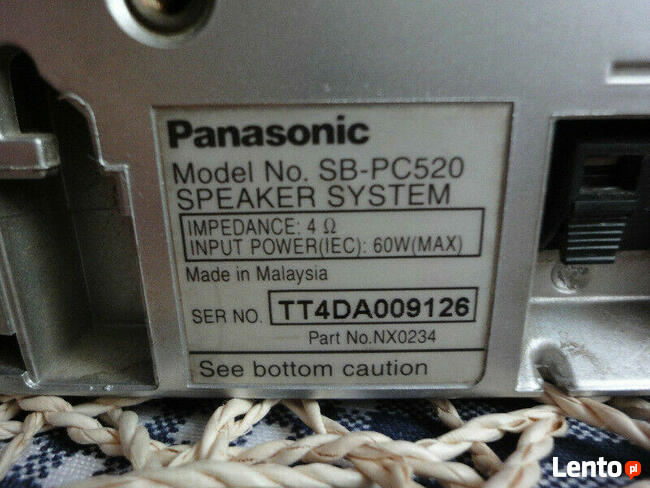 Panasonic
Model No. SB-PC520
SPEAKER SYSTEM
IMPEDANCE: 4 Ω
INPUT POWER(IEC): 60W(MAX)
Made in Malaysia
SER NO. TT4DA009126
Part No.NX0234
See bottom caution
Lento.pl